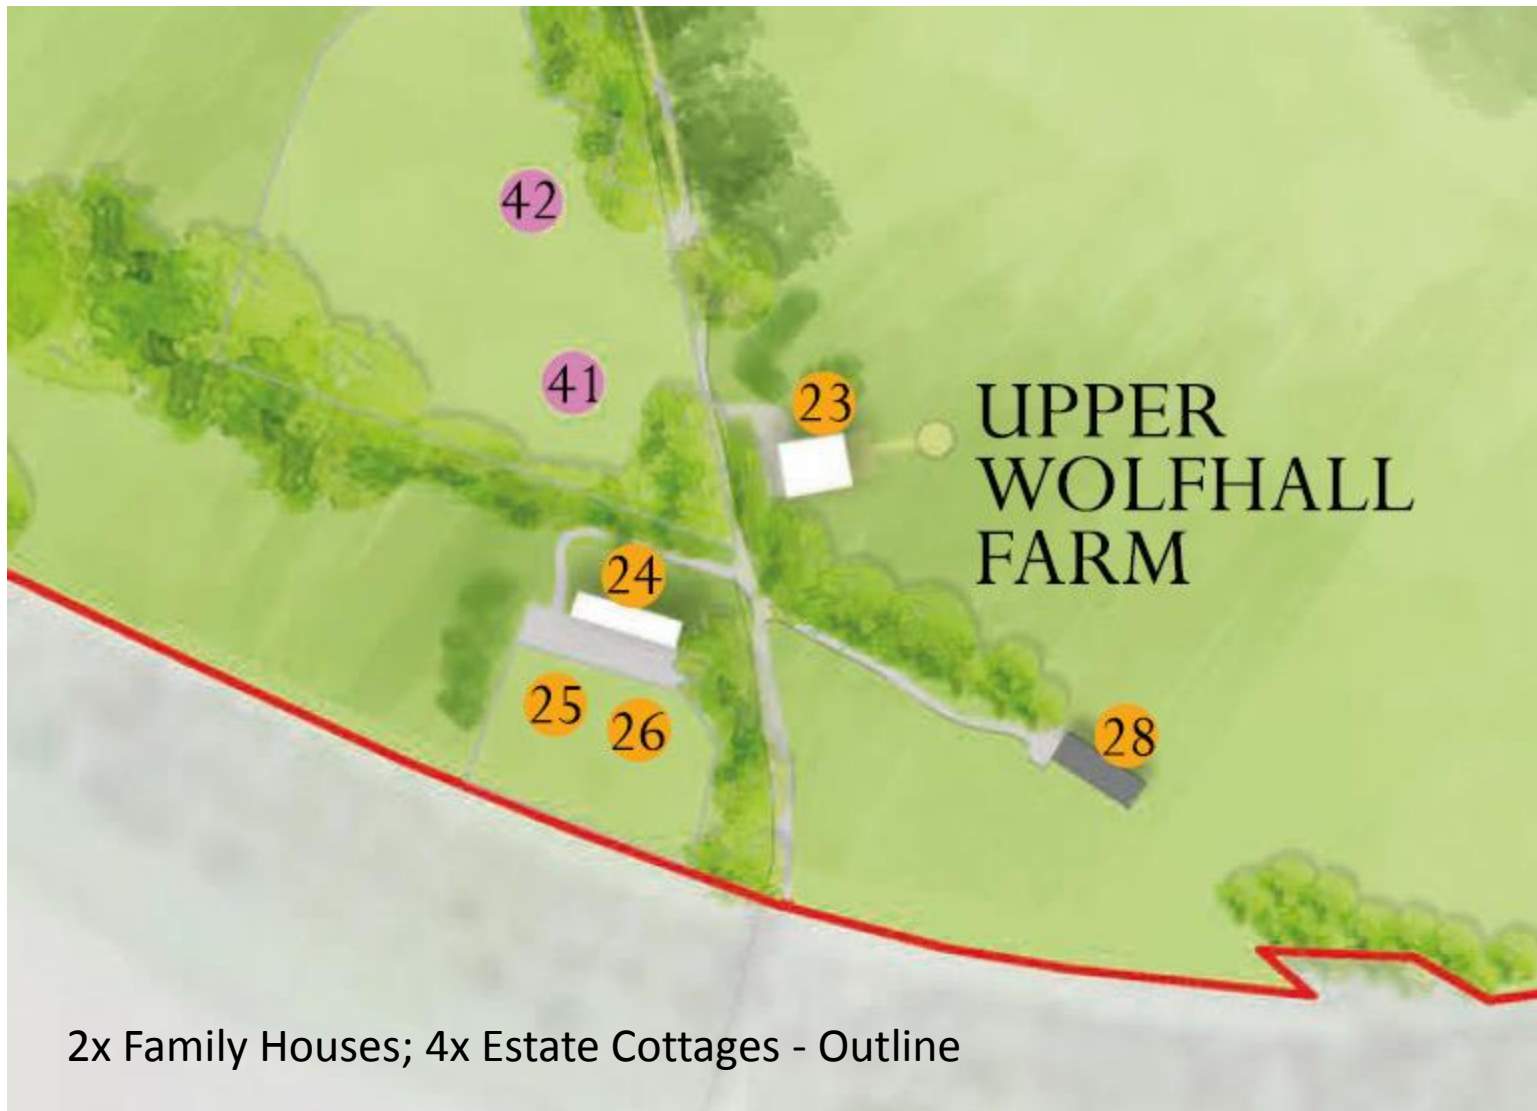 42
41
23
UPPER
WOLFHALL
FARM
24
25
26
28
2x Family Houses; 4x Estate Cottages - Outline